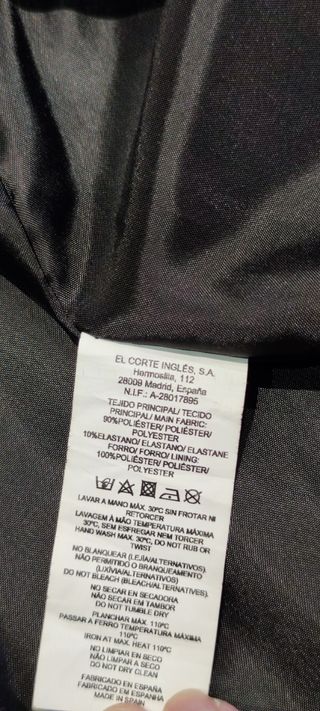 EL CORTE INGLÉS, S.A.
Hermosilla, 112
28009 Madrid, España
N.I.F.: A-28017895
TEJIDO PRINCIPAL/ TECIDO
PRINCIPAL/ MAIN FABRIC:
90%POLIÉSTER/ POLIÉSTER/
POLYESTER
10%ELASTANO/ ELASTANO/ ELASTANE
FORRO/ FORRO/ LINING:
100%POLIÉSTER/ POLIÉSTER/
POLYESTER
LAVAR A MANO MÁX. 30ºC SIN FROTAR NI
RETORCER
LAVAGEM À MÃO TEMPERATURA MÁXIMA
30ºC, SEM ESFREGAR NEM TORCER
HAND WASH MAX. 30ºC, DO NOT RUB OR
TWIST
NO BLANQUEAR (LEJÍA/ALTERNATIVOS).
NÃO PERMITIDO O BRANQUEAMENTO
(LIXÍVIA/ALTERNATIVOS)
DO NOT BLEACH (BLEACH/ALTERNATIVES).
NO SECAR EN SECADORA
NÃO SECAR EM TAMBOR
DO NOT TUMBLE DRY
PLANCHAR MÁX. 110ºC
PASSAR A FERRO TEMPERATURA MÁXIMA
110ºC
IRON AT MAX. HEAT 110ºC
NO LIMPIAR EN SECO
NÃO LIMPAR A SECO
DO NOT DRY CLEAN
FABRICADO EN ESPAÑA
FABRICADO EM ESPANHA
MADE IN SPAIN